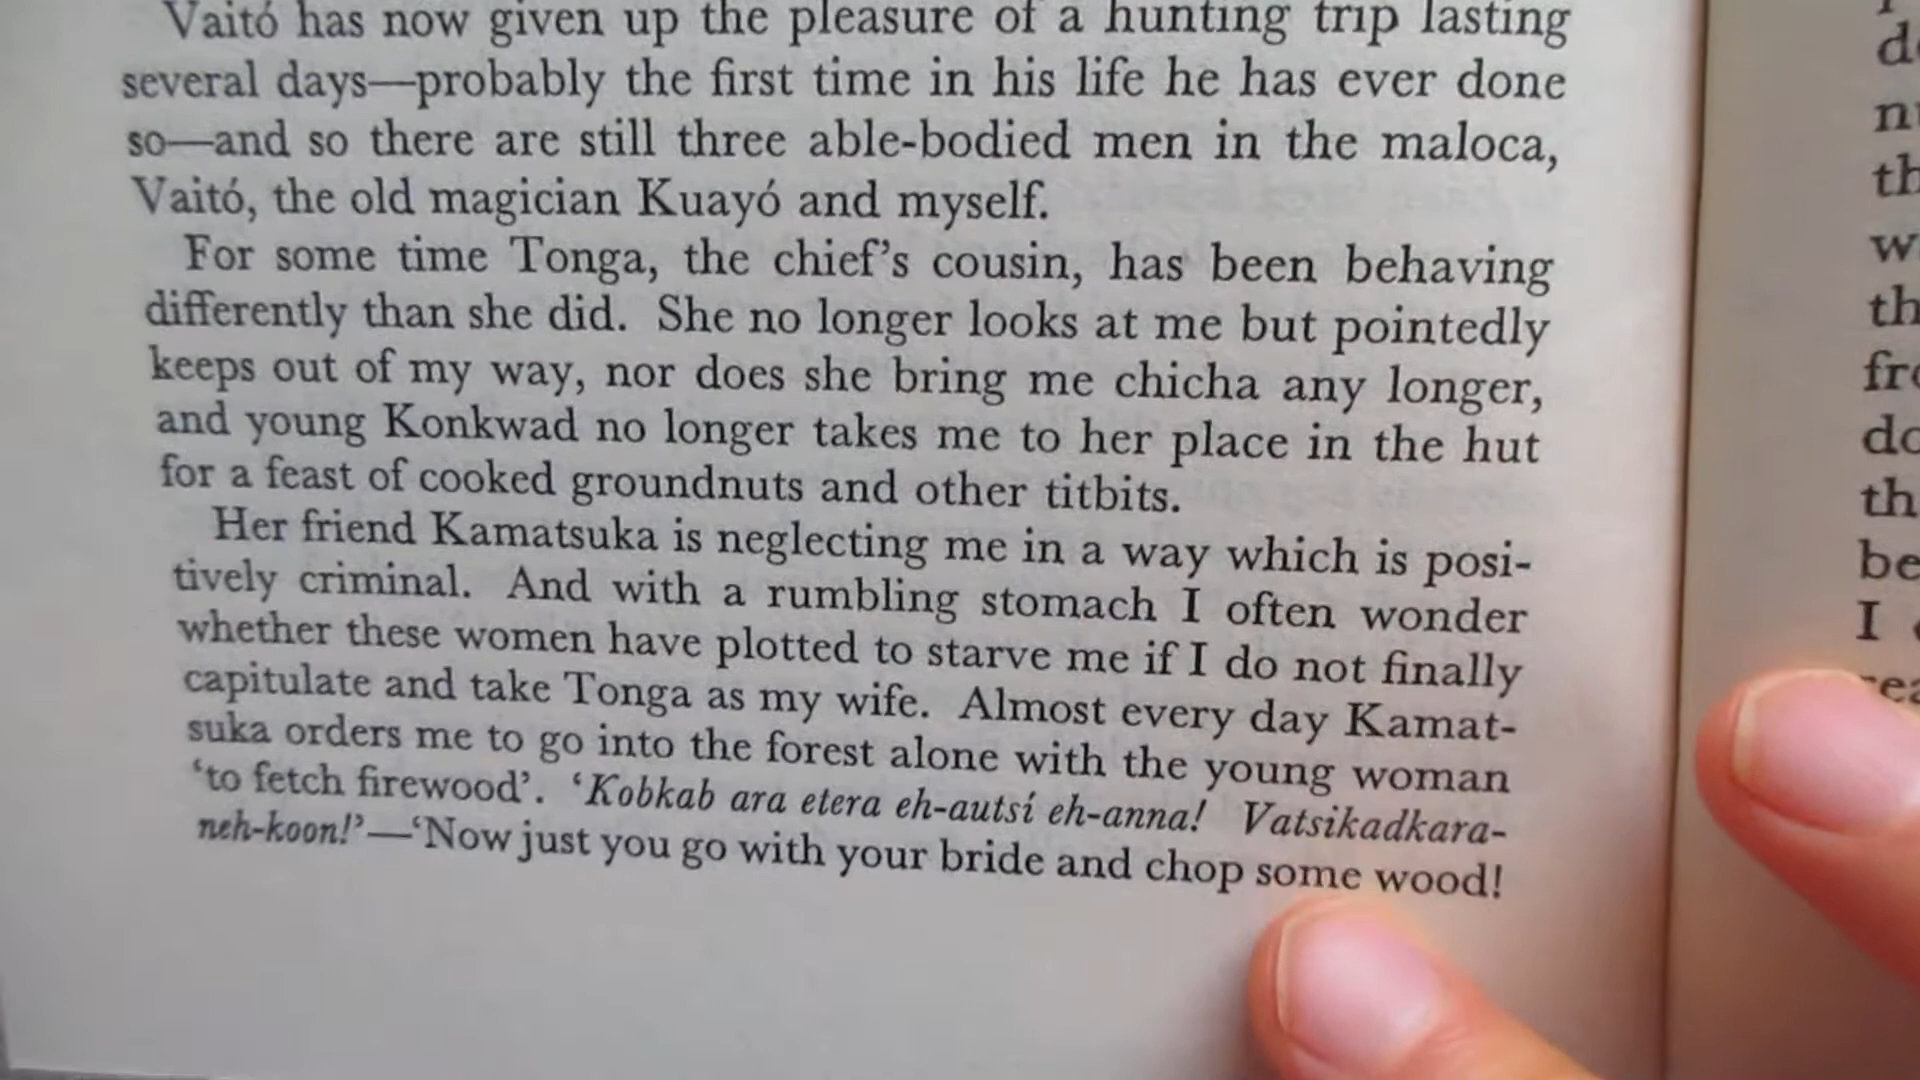 Vaitó has now given up the pleasure of a hunting trip lasting
several days—probably the first time in his life he has ever done
so—and so there are still three able-bodied men in the maloca,
Vaitó, the old magician Kuayó and myself.
For some time Tonga, the chief’s cousin, has been behaving
differently than she did. She no longer looks at me but pointedly
keeps out of my way, nor does she bring me chicha any longer,
and young Konkwad no longer takes me to her place in the hut
for a feast of cooked groundnuts and other titbits.
Her friend Kamatsuka is neglecting me in a way which is posi-
tively criminal. And with a rumbling stomach I often wonder
whether these women have plotted to starve me if I do not finally
capitulate and take Tonga as my wife. Almost every day Kamat-
suka orders me to go into the forest alone with the young woman
‘to fetch firewood’. ‘Kobkab ara etera eh-autsí eh-anna! Vatsikadkara-
neh-koon!’—‘Now just you go with your bride and chop some wood!
I